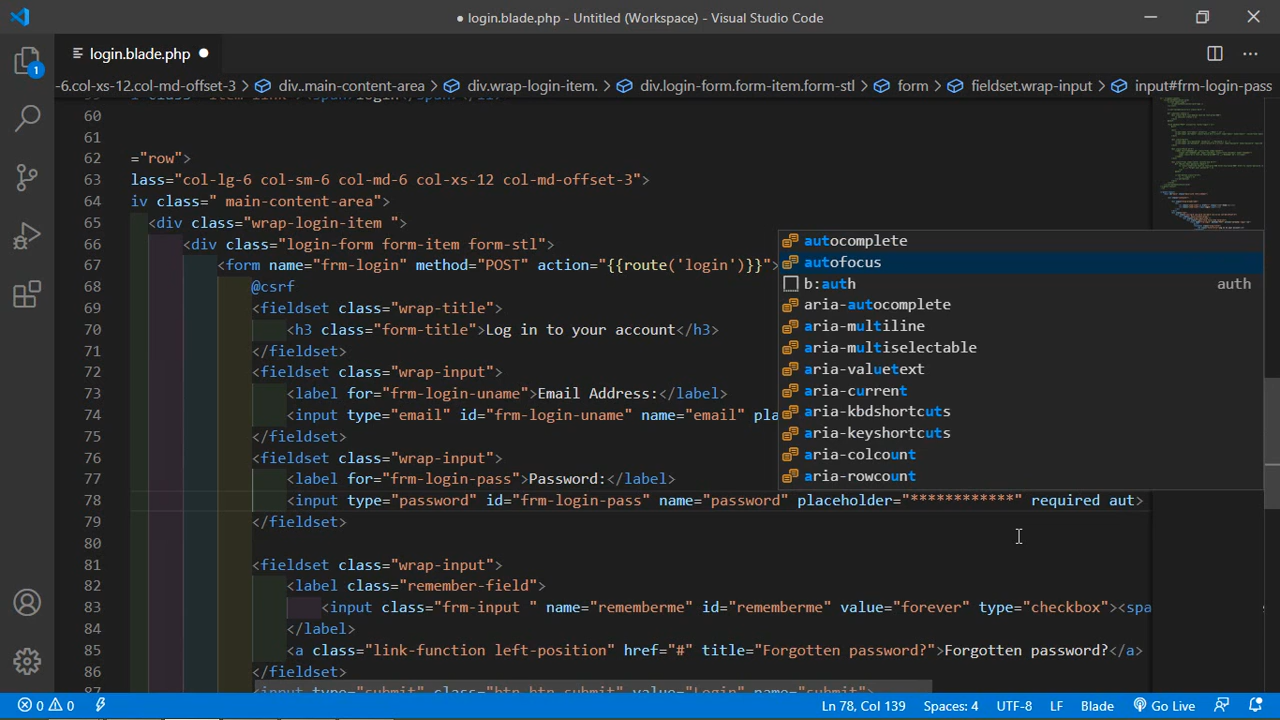 ● login.blade.php - Untitled (Workspace) - Visual Studio Code
login.blade.php ●
1
-6.col-xs-12.col-md-offset-3 > div..main-content-area > div.wrap-login-item. > div.login-form.form-item.form-stl > form > fieldset.wrap-input > input#frm-login-pass
60
61
62 ="row">
63 lass="col-lg-6 col-sm-6 col-md-6 col-xs-12 col-md-offset-3">
64 iv class=" main-content-area">
65 <div class="wrap-login-item ">
66 <div class="login-form form-item form-stl">
67 <form name="frm-login" method="POST" action="{{route('login')}}">
68 @csrf
69 <fieldset class="wrap-title">
70 <h3 class="form-title">Log in to your account</h3>
71 </fieldset>
72 <fieldset class="wrap-input">
73 <label for="frm-login-uname">Email Address:</label>
74 <input type="email" id="frm-login-uname" name="email" pla
75 </fieldset>
76 <fieldset class="wrap-input">
77 <label for="frm-login-pass">Password:</label>
78 <input type="password" id="frm-login-pass" name="password" placeholder="************" required aut>
79 </fieldset>
80
81 <fieldset class="wrap-input">
82 <label class="remember-field">
83 <input class="frm-input " name="rememberme" id="rememberme" value="forever" type="checkbox"><spa
84 </label>
85 <a class="link-function left-position" href="#" title="Forgotten password?">Forgotten password?</a>
86 </fieldset>
87 <input type="submit" class="btn btn-submit" value="Login" name="submit">
autocomplete
autofocus
b:auth auth
aria-autocomplete
aria-multiline
aria-multiselectable
aria-valuetext
aria-current
aria-kbdshortcuts
aria-keyshortcuts
aria-colcount
aria-rowcount
0 0 Ln 78, Col 139 Spaces: 4 UTF-8 LF Blade Go Live